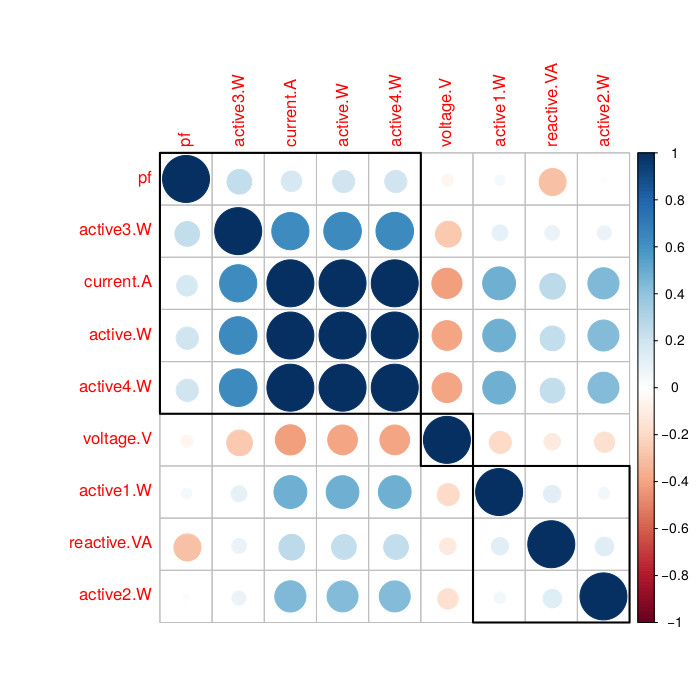 pf
active3.W
current.A
active.W
active4.W
voltage.V
active1.W
reactive.VA
active2.W
pf
active3.W
current.A
active.W
active4.W
voltage.V
active1.W
reactive.VA
active2.W
1
0.8
0.6
0.4
0.2
0
−0.2
−0.4
−0.6
−0.8
−1